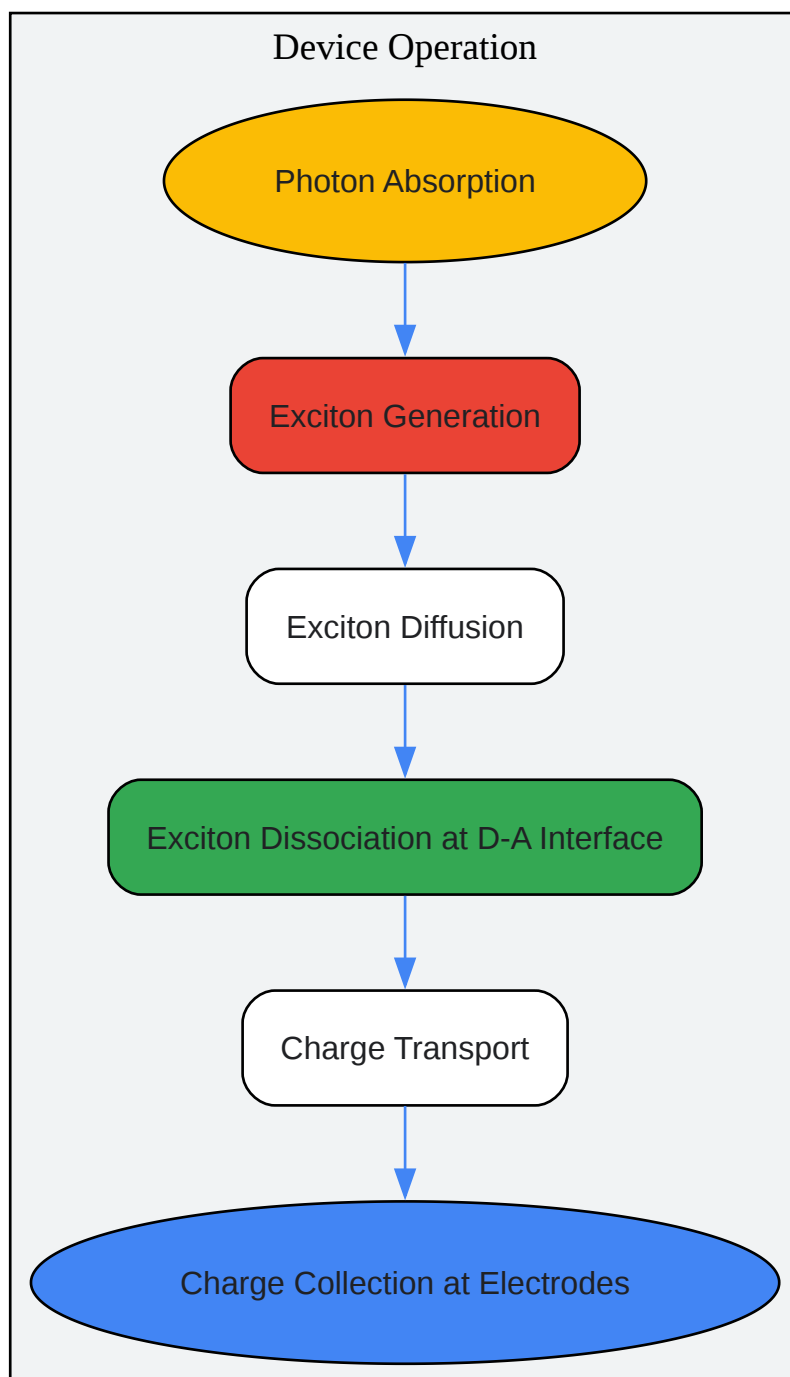 Device Operation
Photon Absorption
Exciton Generation
Exciton Diffusion
Exciton Dissociation at D-A Interface
Charge Transport
Charge Collection at Electrodes